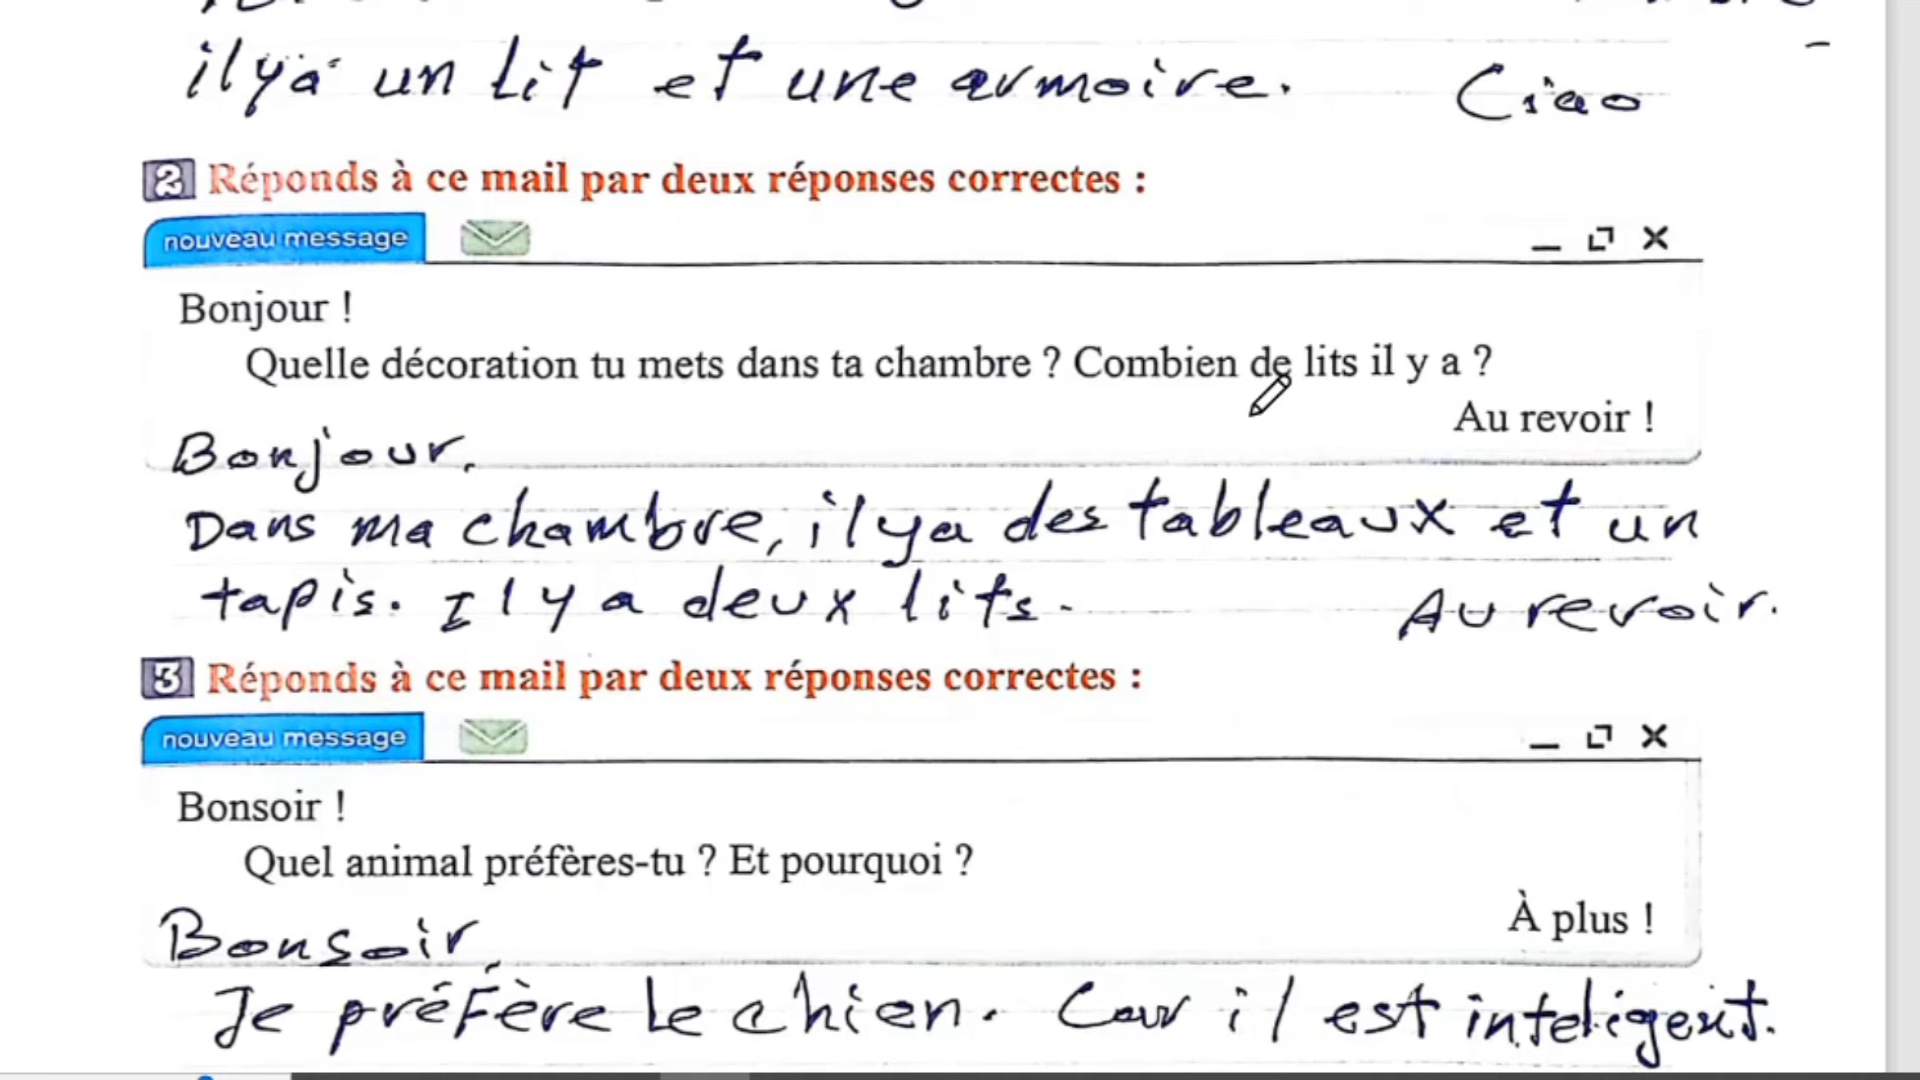 il y a un lit et une armoire. Ciao
2 Réponds à ce mail par deux réponses correctes :
nouveau message
Bonjour !
Quelle décoration tu mets dans ta chambre ? Combien de lits il y a ?
Au revoir !
Bonjour.
Dans ma chambre, il y a des tableaux et un
tapis. Il y a deux lits. Au revoir.
3 Réponds à ce mail par deux réponses correctes :
nouveau message
Bonsoir !
Quel animal préfères-tu ? Et pourquoi ?
À plus !
Bonsoir
Je préfère le chien. Car il est inteligent.